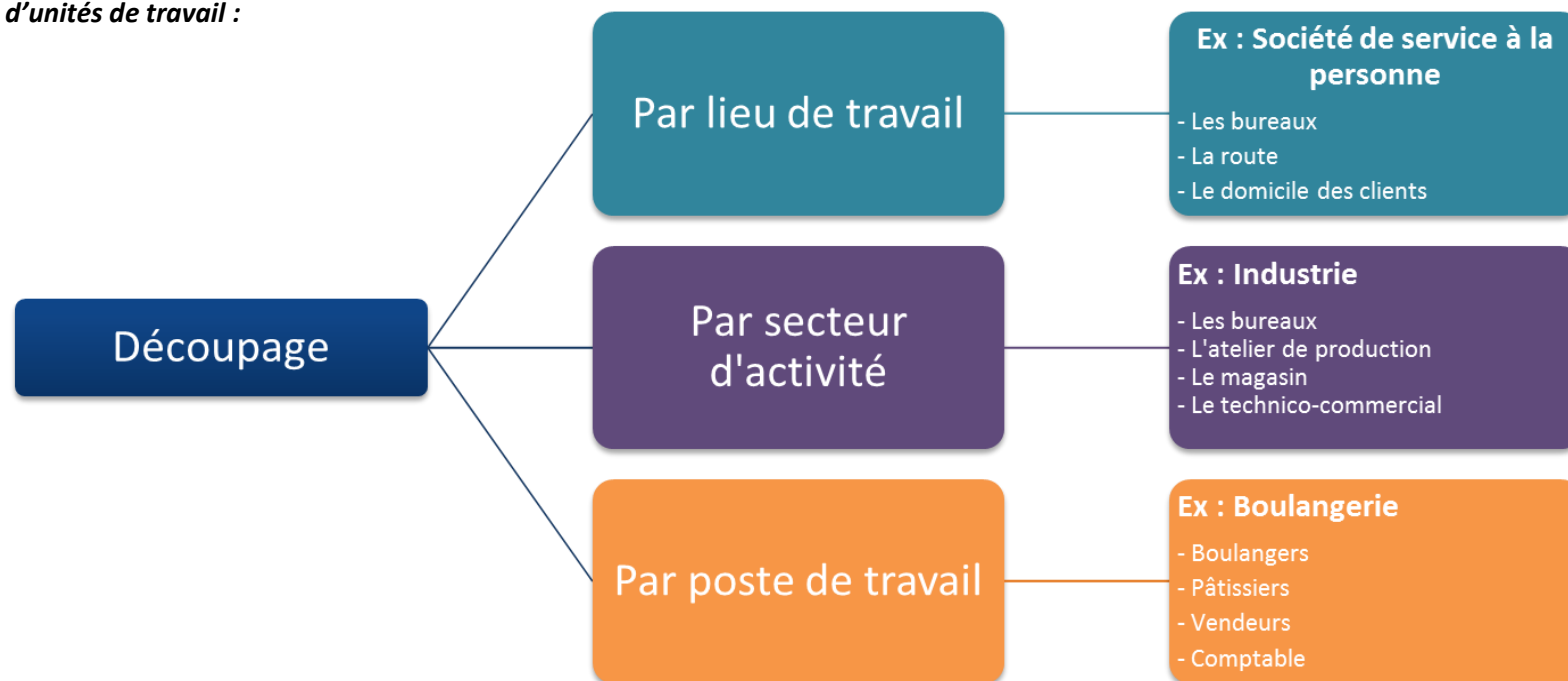 d’unités de travail :
Découpage
Par lieu de travail
Ex : Société de service à la
personne
- Les bureaux
- La route
- Le domicile des clients
Par secteur
d'activité
Ex : Industrie
- Les bureaux
- L'atelier de production
- Le magasin
- Le technico-commercial
Par poste de travail
Ex : Boulangerie
- Boulangers
- Pâtissiers
- Vendeurs
- Comptable